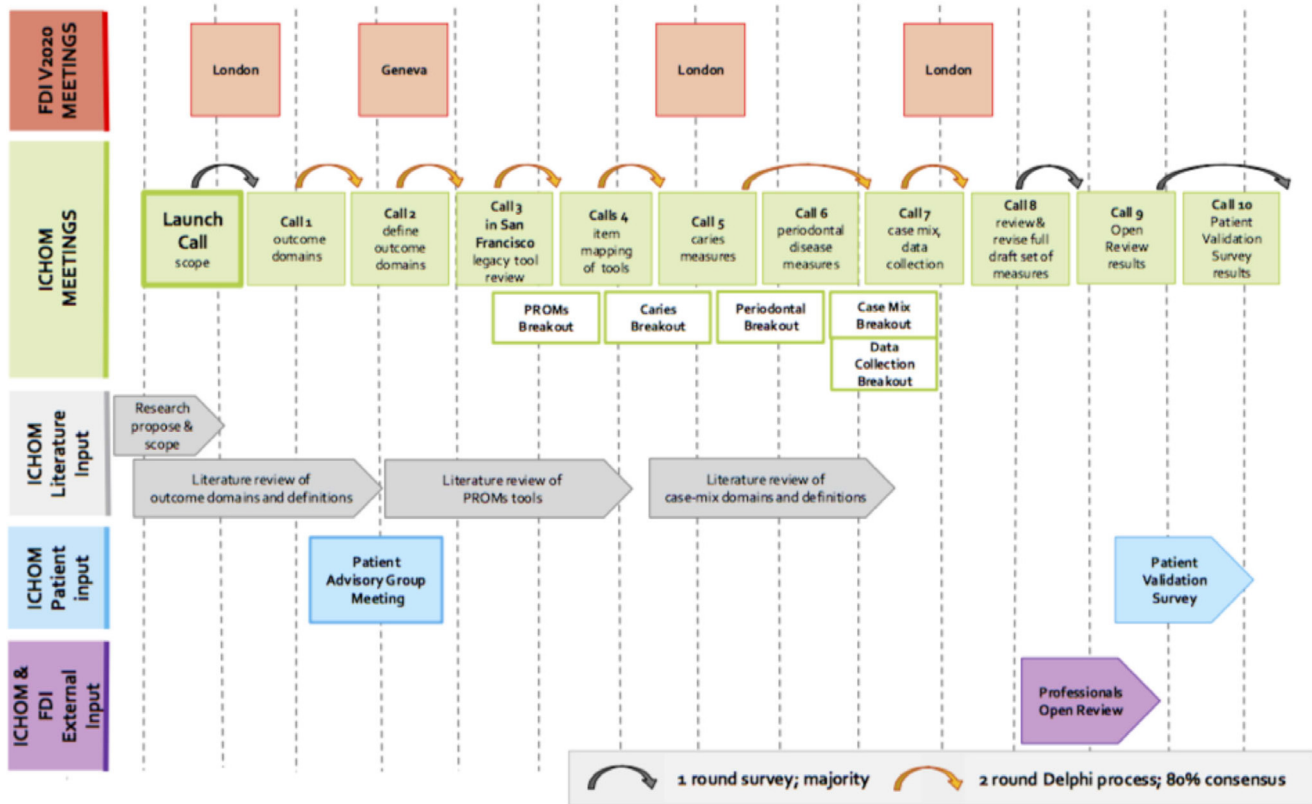 FDI V2020
MEETINGS
London
Geneva
London
London
ICHOM
MEETINGS
Launch
Call
scope
Call 1
outcome
domains
Call 2
define
outcome
domains
Call 3
in San
Francisco
legacy tool
review
Calls 4
item
mapping
of tools
Call 5
caries
measures
Call 6
periodontal
disease
measures
Call 7
case mix,
data
collection
Call 8
review &
revise full
draft set of
measures
Call 9
Open
Review
results
Call 10
Patient
Validation
Survey
results
PROMs
Breakout
Caries
Breakout
Periodontal
Breakout
Case Mix
Breakout
Data
Collection
Breakout
ICHOM
Literature
Input
Research
propose &
scope
Literature review of
outcome domains and definitions
Literature review of
PROMs tools
Literature review of
case-mix domains and definitions
ICHOM
Patient
input
Patient
Advisory Group
Meeting
Patient
Validation
Survey
ICHOM &
FDI
External
Input
Professionals
Open Review
1 round survey; majority
2 round Delphi process; 80% consensus